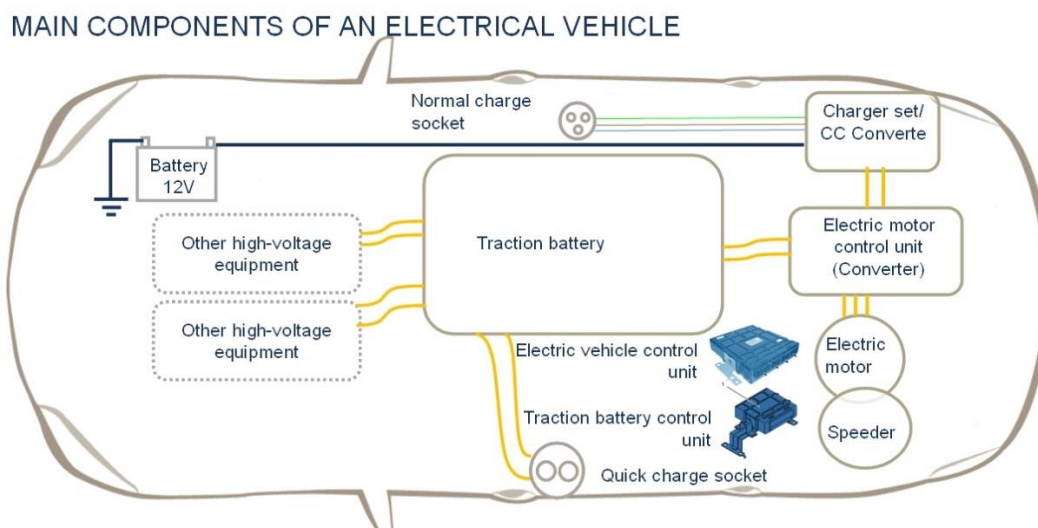 MAIN COMPONENTS OF AN ELECTRICAL VEHICLE
Normal charge
socket
Charger set/
CC Converte
Battery
12V
Other high-voltage
equipment
Traction battery
Electric motor
control unit
(Converter)
Other high-voltage
equipment
Electric vehicle control
unit
Electric
motor
Traction battery control
unit
Speeder
Quick charge socket